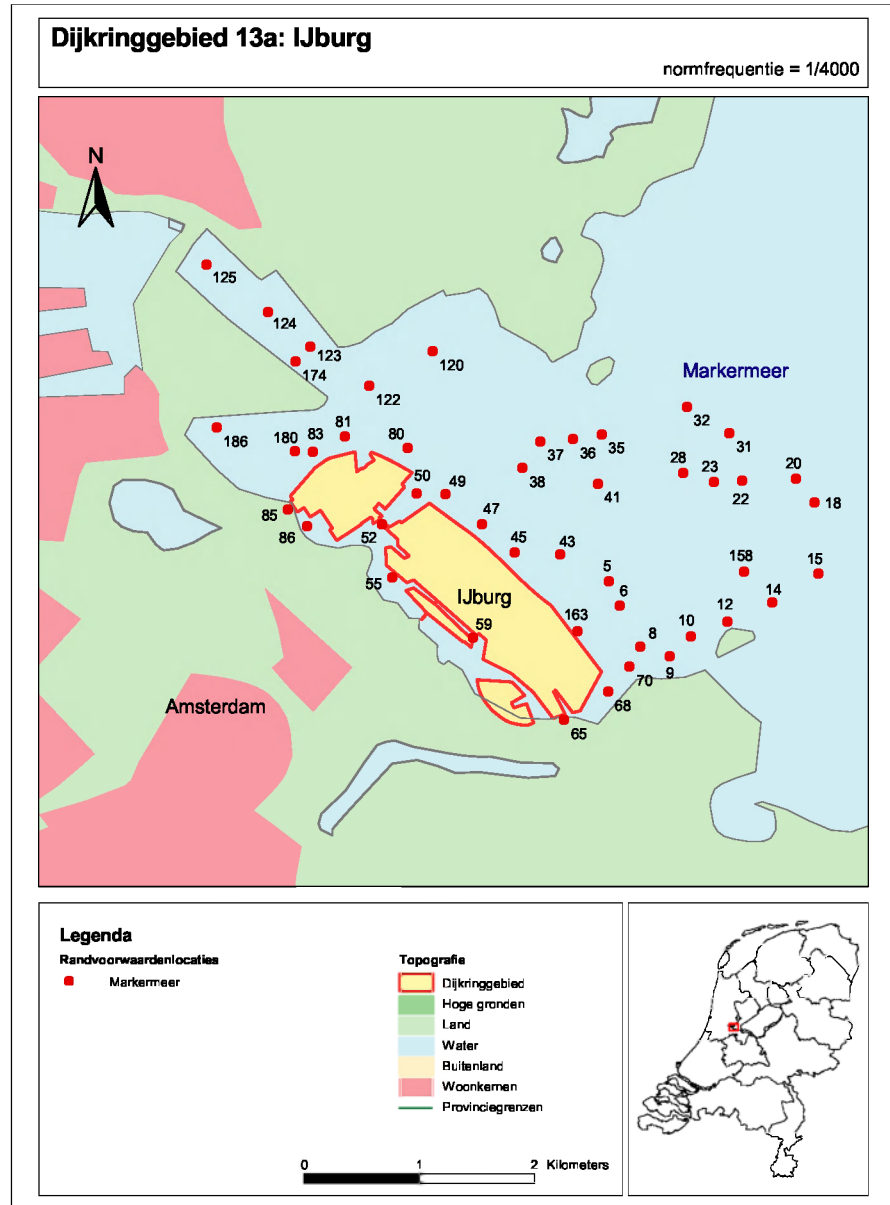 Dijkringgebied 13a: IJburg
normfrequentie = 1/4000
N
125
124
123
174
120
122
Markermeer
32
186
180
83
81
80
37
36
35
31
38
28
23
22
20
50
49
41
18
85
86
52
47
45
43
158
15
55
5
6
14
IJburg
12
59
163
10
8
9
70
Amsterdam
68
65
Legenda
Randvoorwaardenlocaties
Markermeer
Topografie
Dijkringgebied
Hoge gronden
Land
Water
Buitenland
Woonkernen
Provinciegrenzen
0 1 2 Kilometers